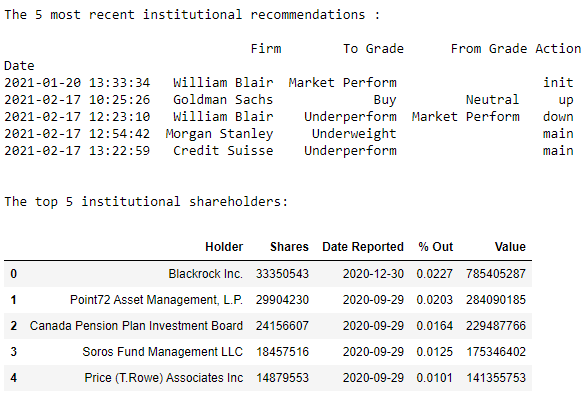 The 5 most recent institutional recommendations :
Firm To Grade From Grade Action
Date
2021-01-20 13:33:34 William Blair Market Perform init
2021-02-17 10:25:26 Goldman Sachs Buy Neutral up
2021-02-17 12:23:10 William Blair Underperform Market Perform down
2021-02-17 12:54:42 Morgan Stanley Underweight main
2021-02-17 13:22:59 Credit Suisse Underperform main
The top 5 institutional shareholders:
Holder Shares Date Reported % Out Value
0 Blackrock Inc. 33350543 2020-12-30 0.0227 785405287
1 Point72 Asset Management, L.P. 29904230 2020-09-29 0.0203 284090185
2 Canada Pension Plan Investment Board 24156607 2020-09-29 0.0164 229487766
3 Soros Fund Management LLC 18457516 2020-09-29 0.0125 175346402
4 Price (T.Rowe) Associates Inc 14879553 2020-09-29 0.0101 141355753